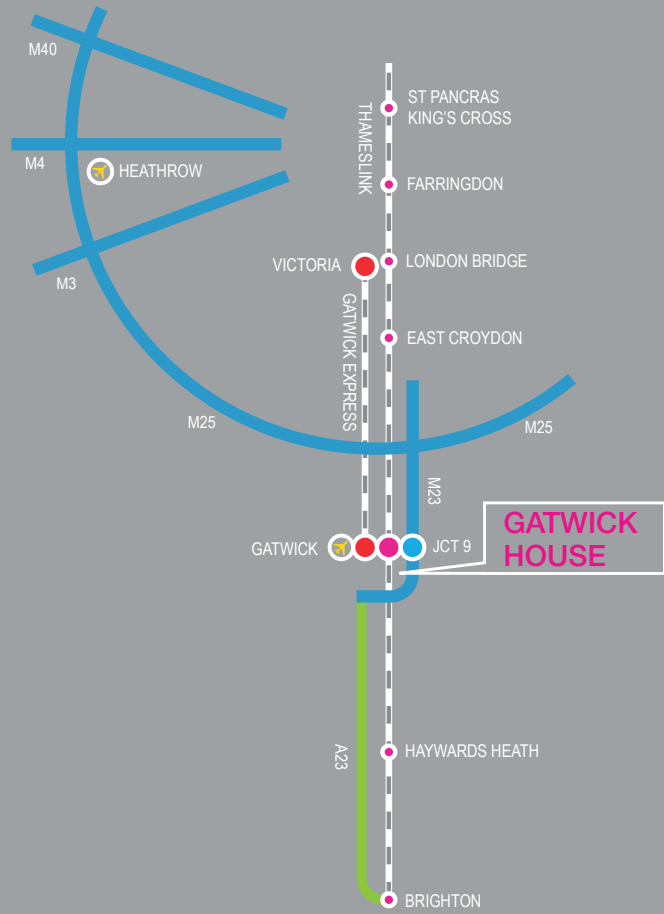 M40
ST PANCRAS
KING'S CROSS
THAMESLINK
M4
HEATHROW
FARRINGDON
VICTORIA
LONDON BRIDGE
M3
GATWICK EXPRESS
EAST CROYDON
M25
M25
M23
GATWICK
HOUSE
GATWICK
JCT 9
A23
HAYWARDS HEATH
BRIGHTON